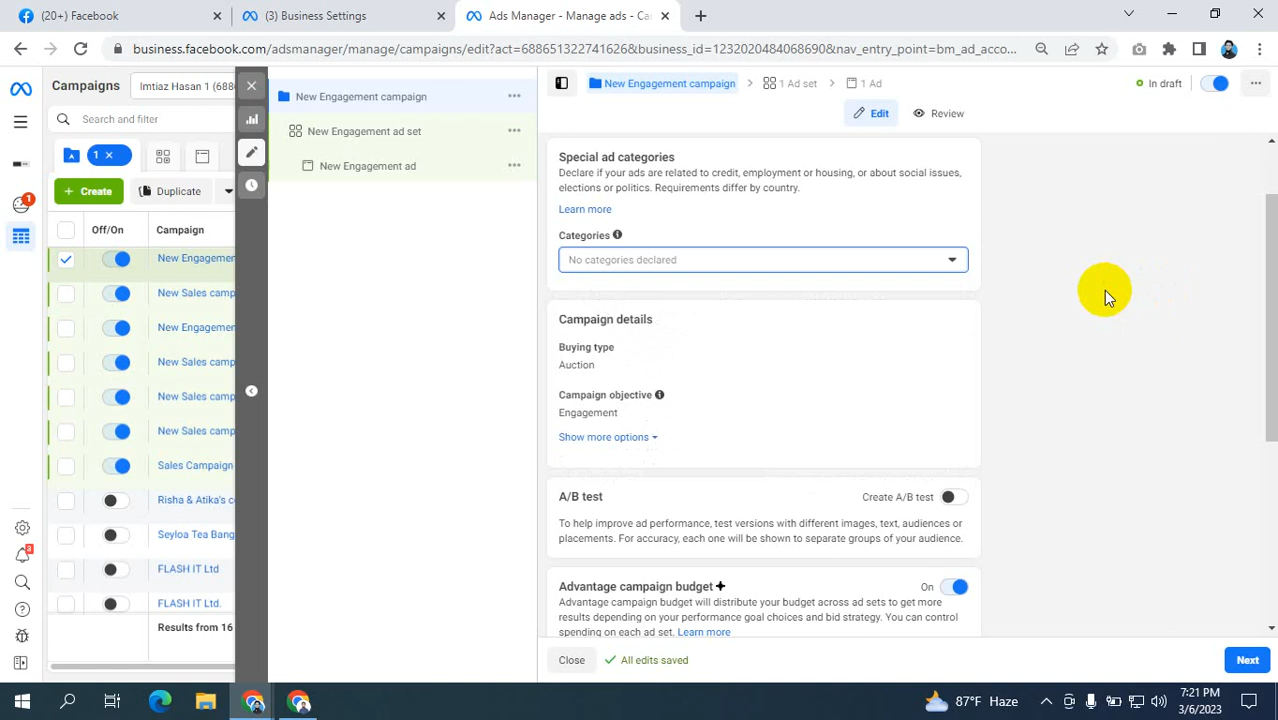 (20+) Facebook
(3) Business Settings
Ads Manager - Manage ads - Ca
business.facebook.com/adsmanager/manage/campaigns/edit?act=688651322741626&business_id=1232020484068690&nav_entry_point=bm_ad_acco...
Campaigns
Imtiaz Hasan 1 (6886
New Engagement campaign
New Engagement campaign
1 Ad set
1 Ad
In draft
Search and filter
New Engagement ad set
Edit
Review
1
New Engagement ad
Create
Duplicate
Off/On
Campaign
New Engagemen
New Sales camp
New Engagemen
New Sales camp
New Sales camp
New Sales camp
Sales Campaign
Risha & Atika's c
Seyloa Tea Bang
FLASH IT Ltd
FLASH IT Ltd.
Results from 16
1
3
Special ad categories
Declare if your ads are related to credit, employment or housing, or about social issues,
elections or politics. Requirements differ by country.
Learn more
Categories
No categories declared
Campaign details
Buying type
Auction
Campaign objective
Engagement
Show more options
A/B test
Create A/B test
To help improve ad performance, test versions with different images, text, audiences or
placements. For accuracy, each one will be shown to separate groups of your audience.
Advantage campaign budget
On
Advantage campaign budget will distribute your budget across ad sets to get more
results depending on your performance goal choices and bid strategy. You can control
spending on each ad set. Learn more
Close
All edits saved
Next
87°F Haze
7:21 PM
3/6/2023